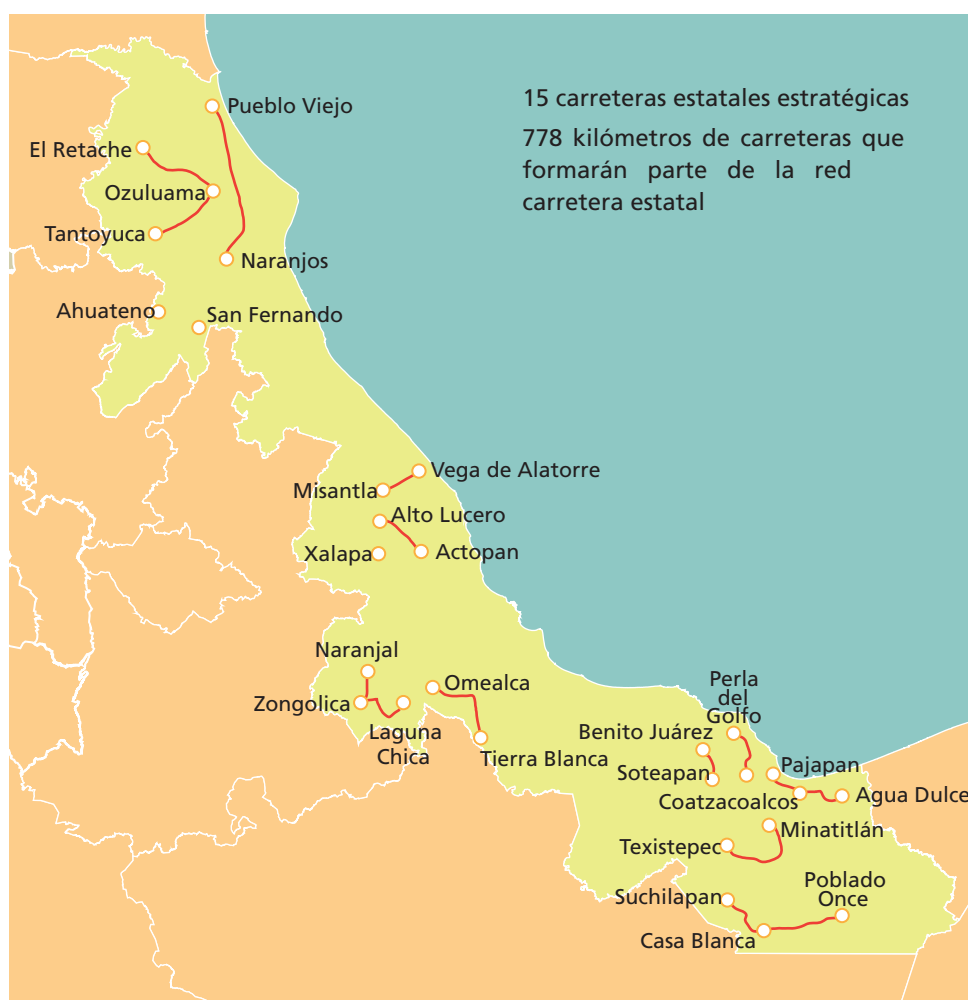 15 carreteras estatales estratégicas
778 kilómetros de carreteras que
formarán parte de la red
carretera estatal
Pueblo Viejo
El Retache
Ozuluama
Tantoyuca
Naranjos
Ahuateno
San Fernando
Vega de Alatorre
Misantla
Alto Lucero
Xalapa
Actopan
Naranjal
Zongolica
Laguna
Chica
Omealca
Tierra Blanca
Perla
del
Golfo
Benito Juárez
Soteapan
Pajapan
Coatzacoalcos
Agua Dulce
Minatitlán
Texistepec
Suchilapan
Poblado
Once
Casa Blanca